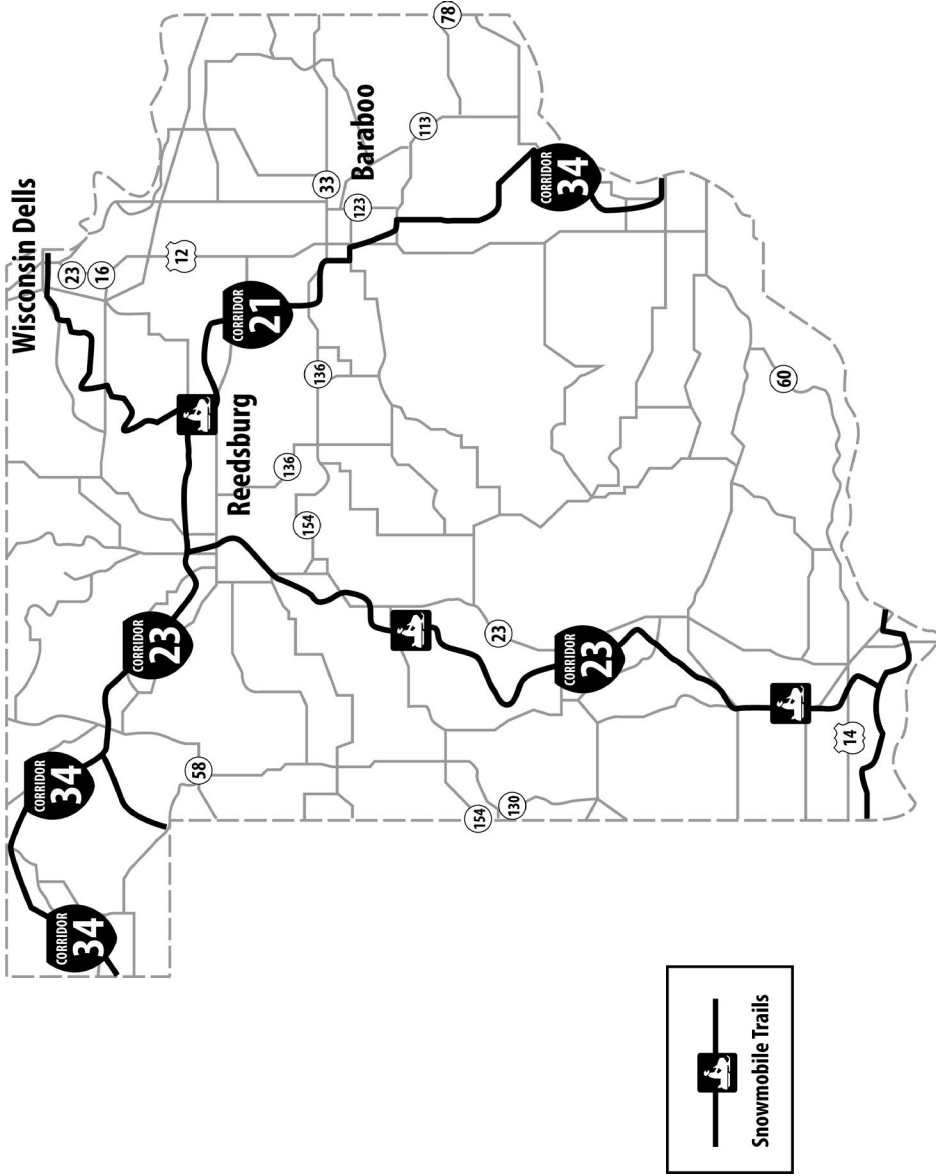 Wisconsin Dells
23
16
12
78
33
Baraboo
113
123
CORRIDOR
21
CORRIDOR
34
136
Reedsburg
136
154
60
CORRIDOR
23
23
CORRIDOR
23
CORRIDOR
34
58
14
130
154
CORRIDOR
34
Snowmobile Trails